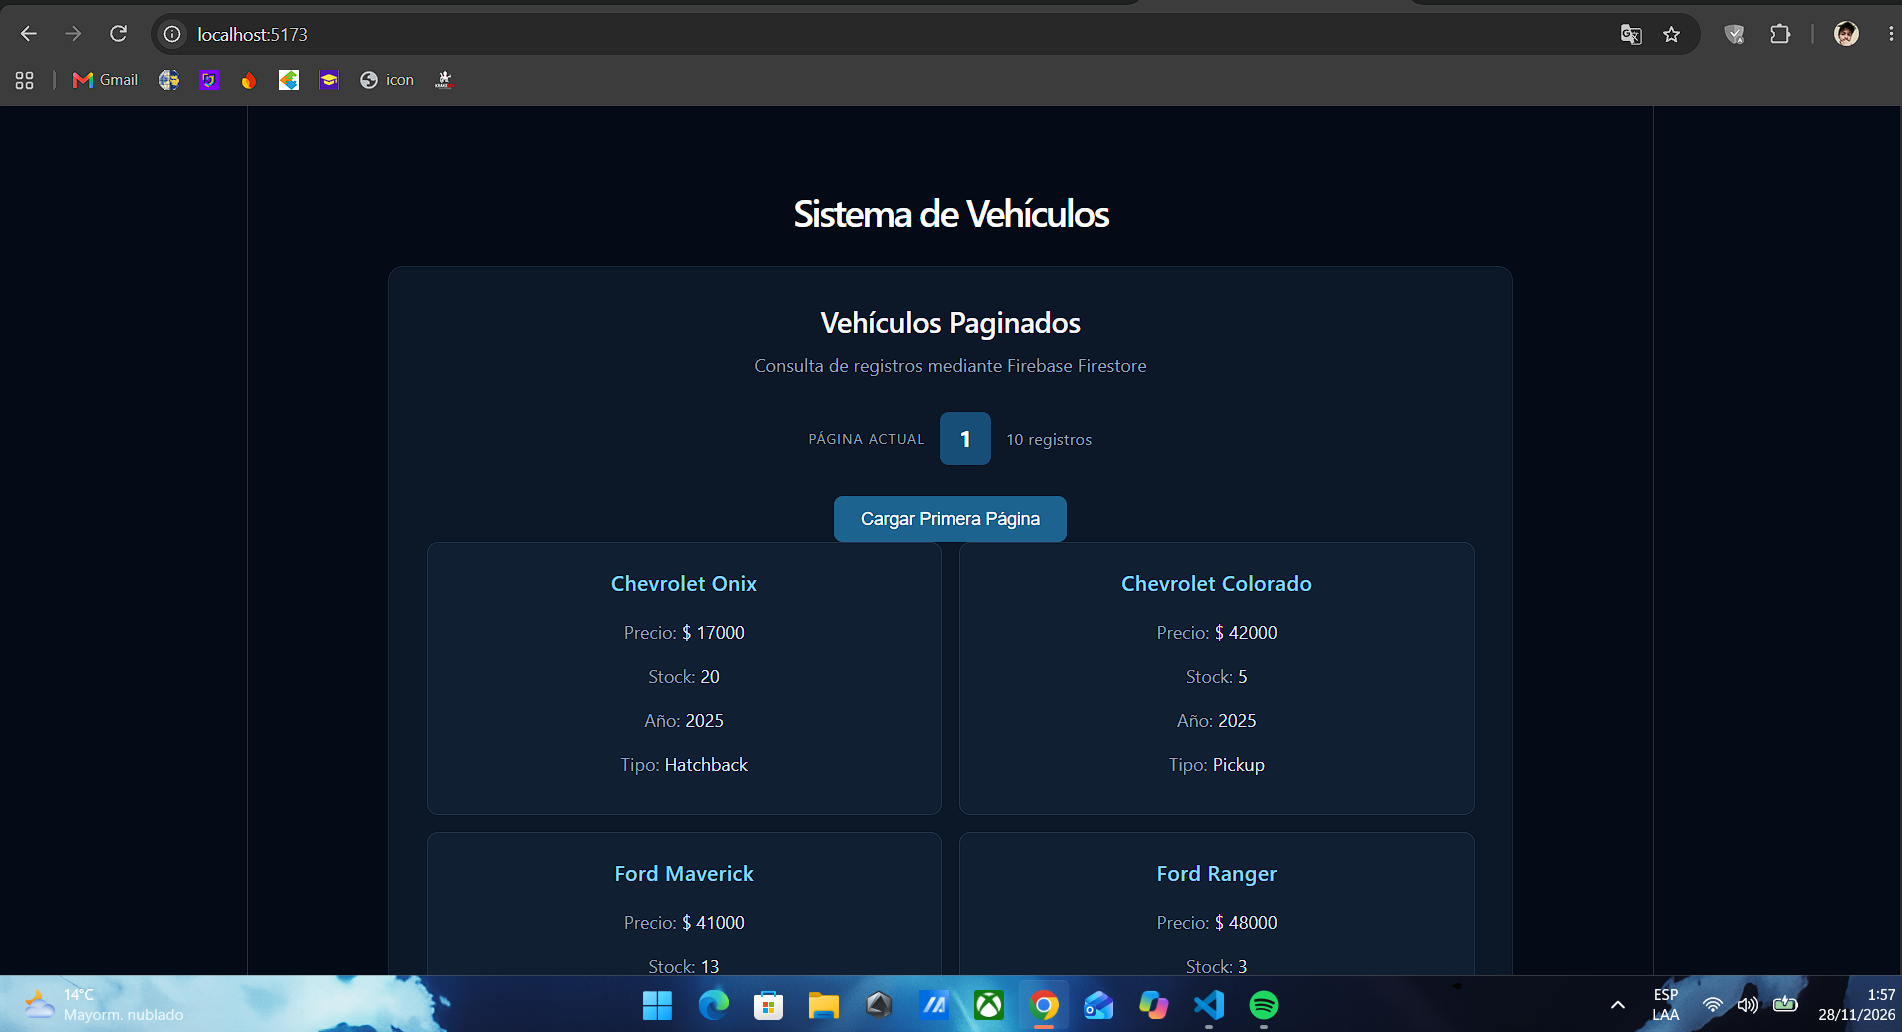 localhost:5173
Gmail
icon
Sistema de Vehículos
Vehículos Paginados
Consulta de registros mediante Firebase Firestore
PÁGINA ACTUAL 1 10 registros
Cargar Primera Página
Chevrolet Onix
Precio: $ 17000
Stock: 20
Año: 2025
Tipo: Hatchback
Chevrolet Colorado
Precio: $ 42000
Stock: 5
Año: 2025
Tipo: Pickup
Ford Maverick
Precio: $ 41000
Stock: 13
Ford Ranger
Precio: $ 48000
Stock: 3
14°C
Mayorm. nublado
ESP
LAA
1:57
28/11/2026